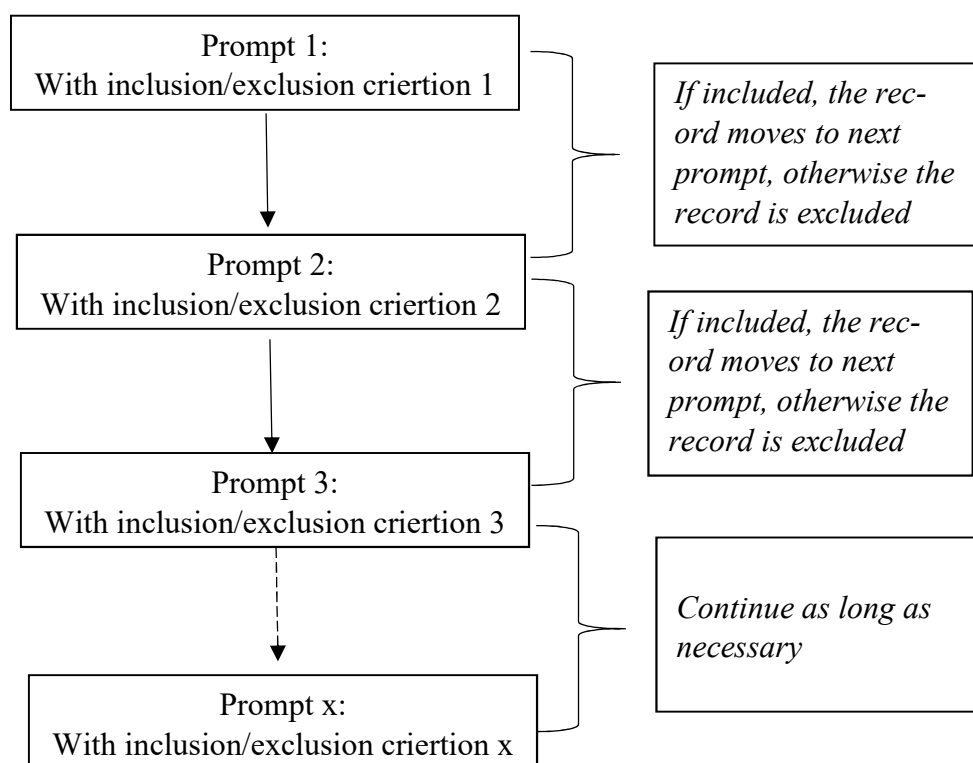 Prompt 1:
With inclusion/exclusion criertion 1
If included, the rec-
ord moves to next
prompt, otherwise the
record is excluded
Prompt 2:
With inclusion/exclusion criertion 2
If included, the rec-
ord moves to next
prompt, otherwise the
record is excluded
Prompt 3:
With inclusion/exclusion criertion 3
Continue as long as
necessary
Prompt x:
With inclusion/exclusion criertion x